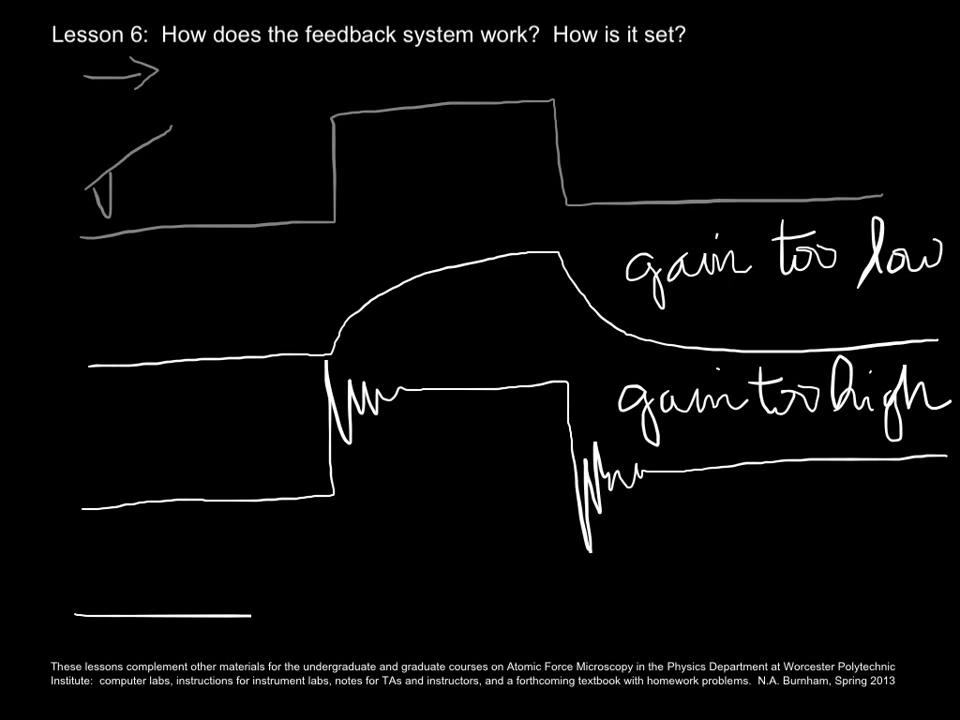 Lesson 6:  How does the feedback system work?  How is it set?
gain too low
gain too high
These lessons complement other materials for the undergraduate and graduate courses on Atomic Force Microscopy in the Physics Department at Worcester Polytechnic
Institute:  computer labs, instructions for instrument labs, notes for TAs and instructors, and a forthcoming textbook with homework problems.  N.A. Burnham, Spring 2013